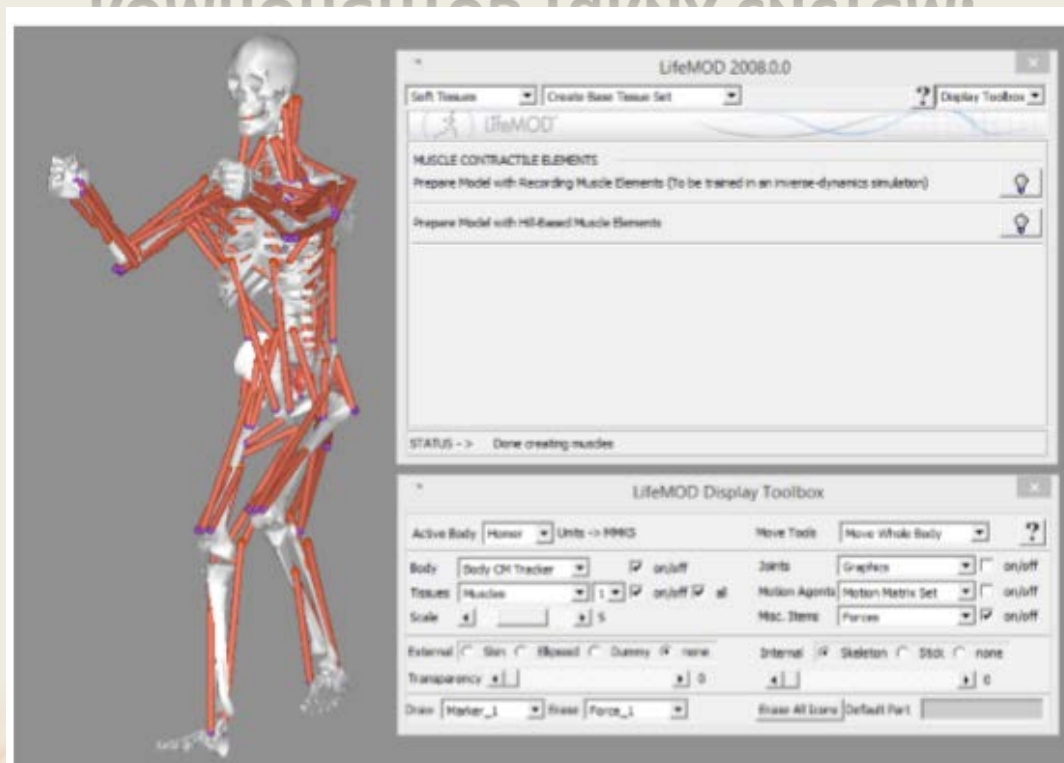 LifeMOD 2008.0.0
Soft Tissues Create Base Tissue Set ? Display Toolbox
LifeMOD
MUSCLE CONTRACTILE ELEMENTS
Prepare Model with Recording Muscle Elements (To be trained in an inverse-dynamics simulation)
Prepare Model with Hill-Based Muscle Elements
STATUS -> Done creating muscles
LifeMOD Display Toolbox
Active Body Homer Units -> MMKS Move Tools Move Whole Body ?
Body Body CM Tracker on/off Joints Graphics on/off
Tissues Muscles 1 on/off all Motion Agents Motion Matrix Set on/off
Scale 5 Misc. Items Forces on/off
External Skin Ellipsoid Dummy none Internal Skeleton Stick none
Transparency 0 0
Draw Marker_1 Erase Force_1 Erase All Icons Default Part